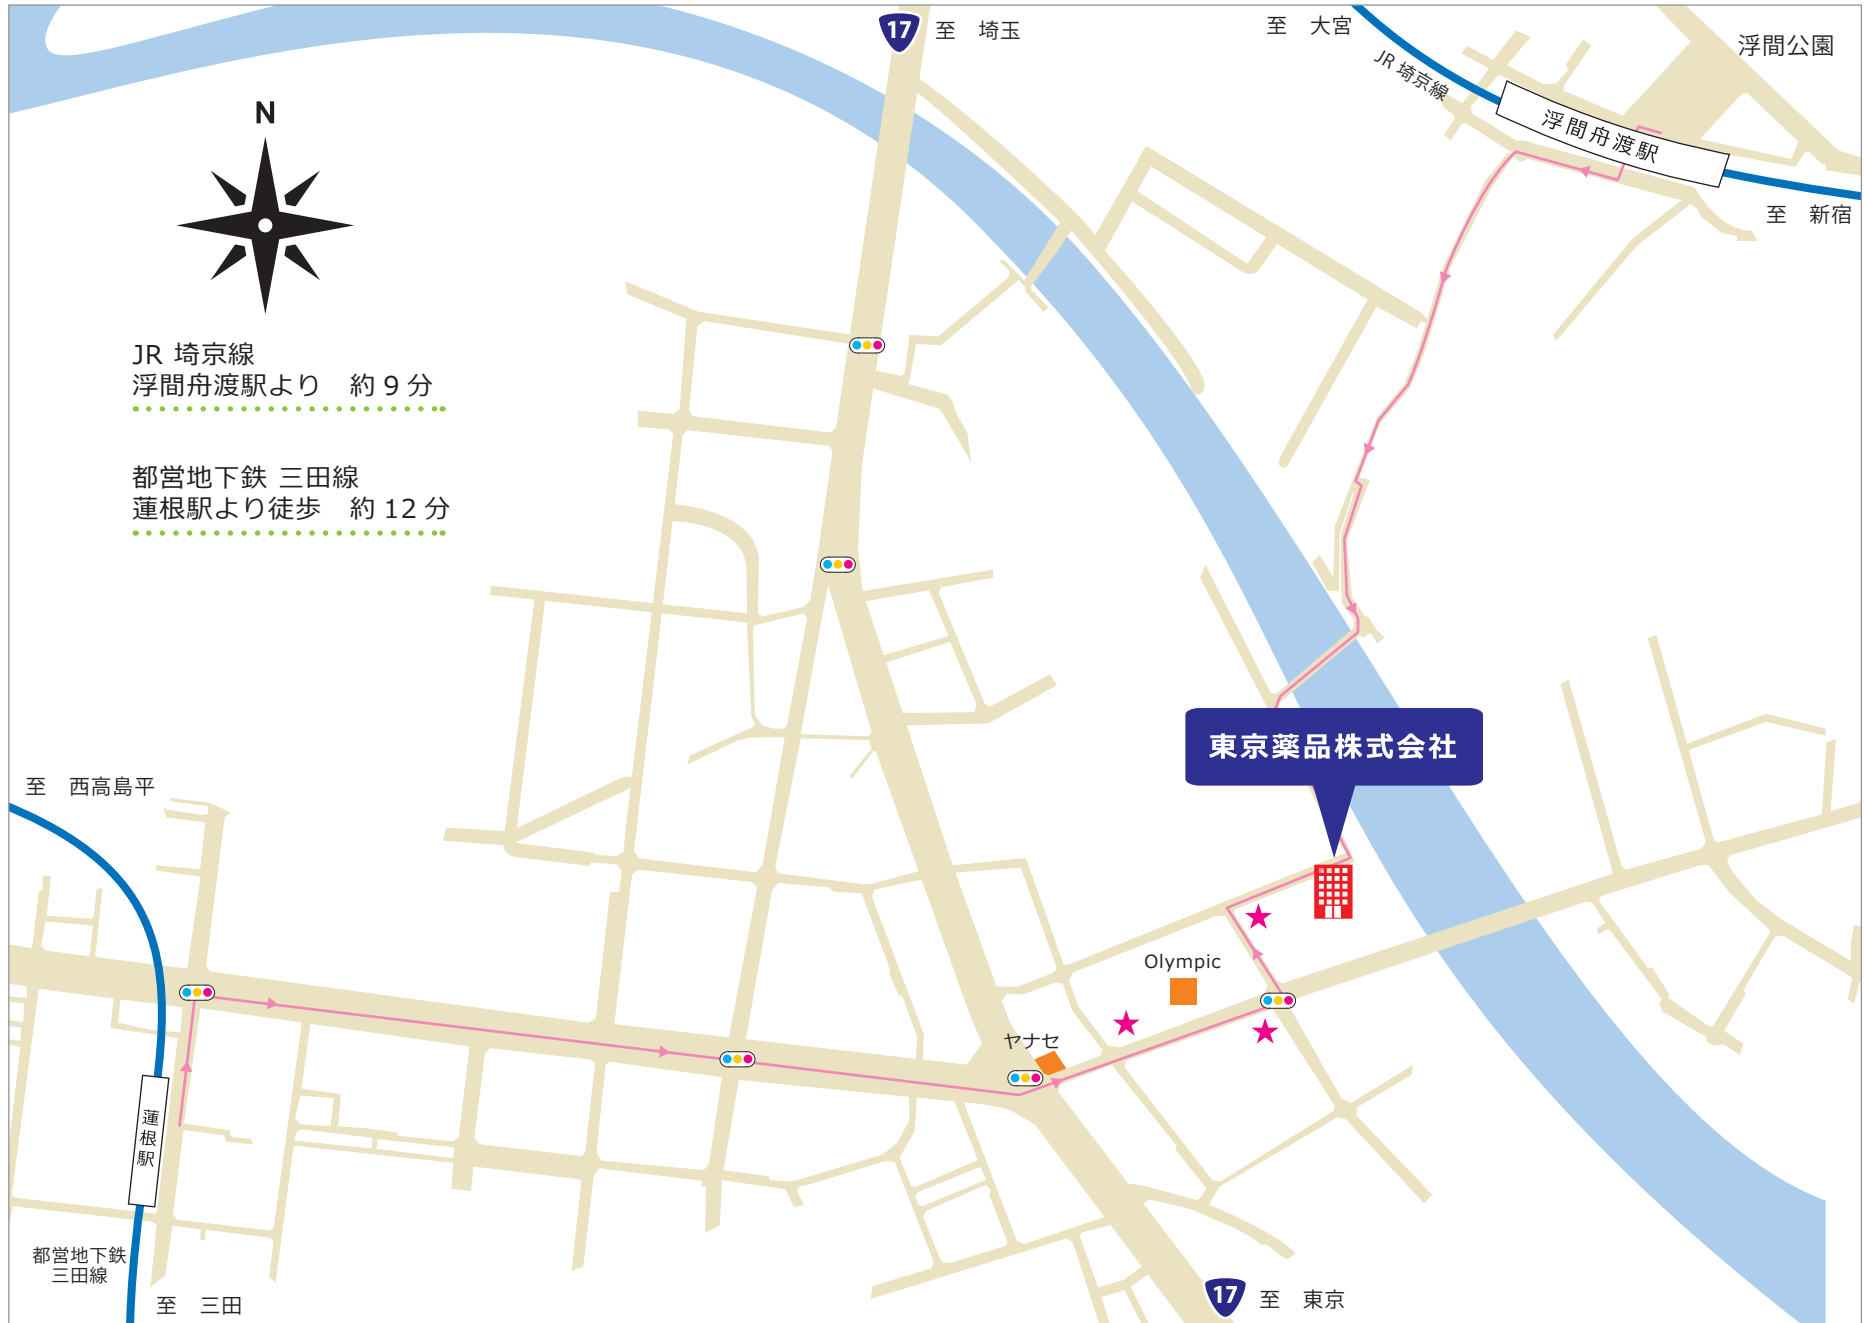 17
至 埼玉
至 大宮
JR 埼京線
浮間公園
浮間舟渡駅
至 新宿
N
JR 埼京線
浮間舟渡駅より 約 9 分
都営地下鉄 三田線
蓮根駅より徒歩 約 12 分
東京薬品株式会社
至 西高島平
Olympic
ヤナセ
蓮根駅
都営地下鉄
三田線
至 三田
17
至 東京